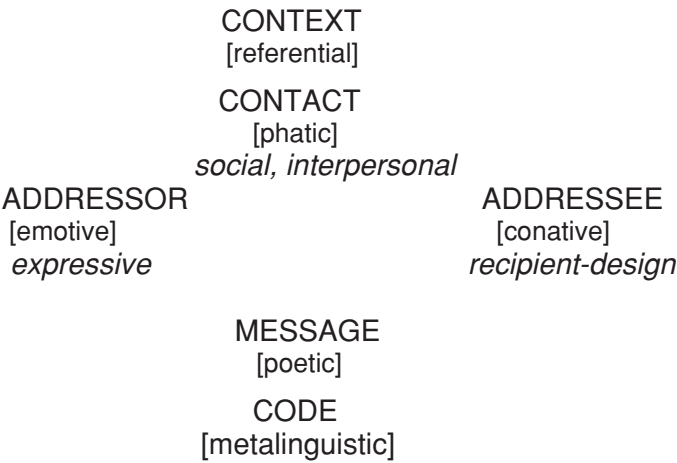 CONTEXT
[referential]
CONTACT
[phatic]
social, interpersonal
ADDRESSOR ADDRESSEE
[emotive] [conative]
expressive recipient-design
MESSAGE
[poetic]
CODE
[metalinguistic]